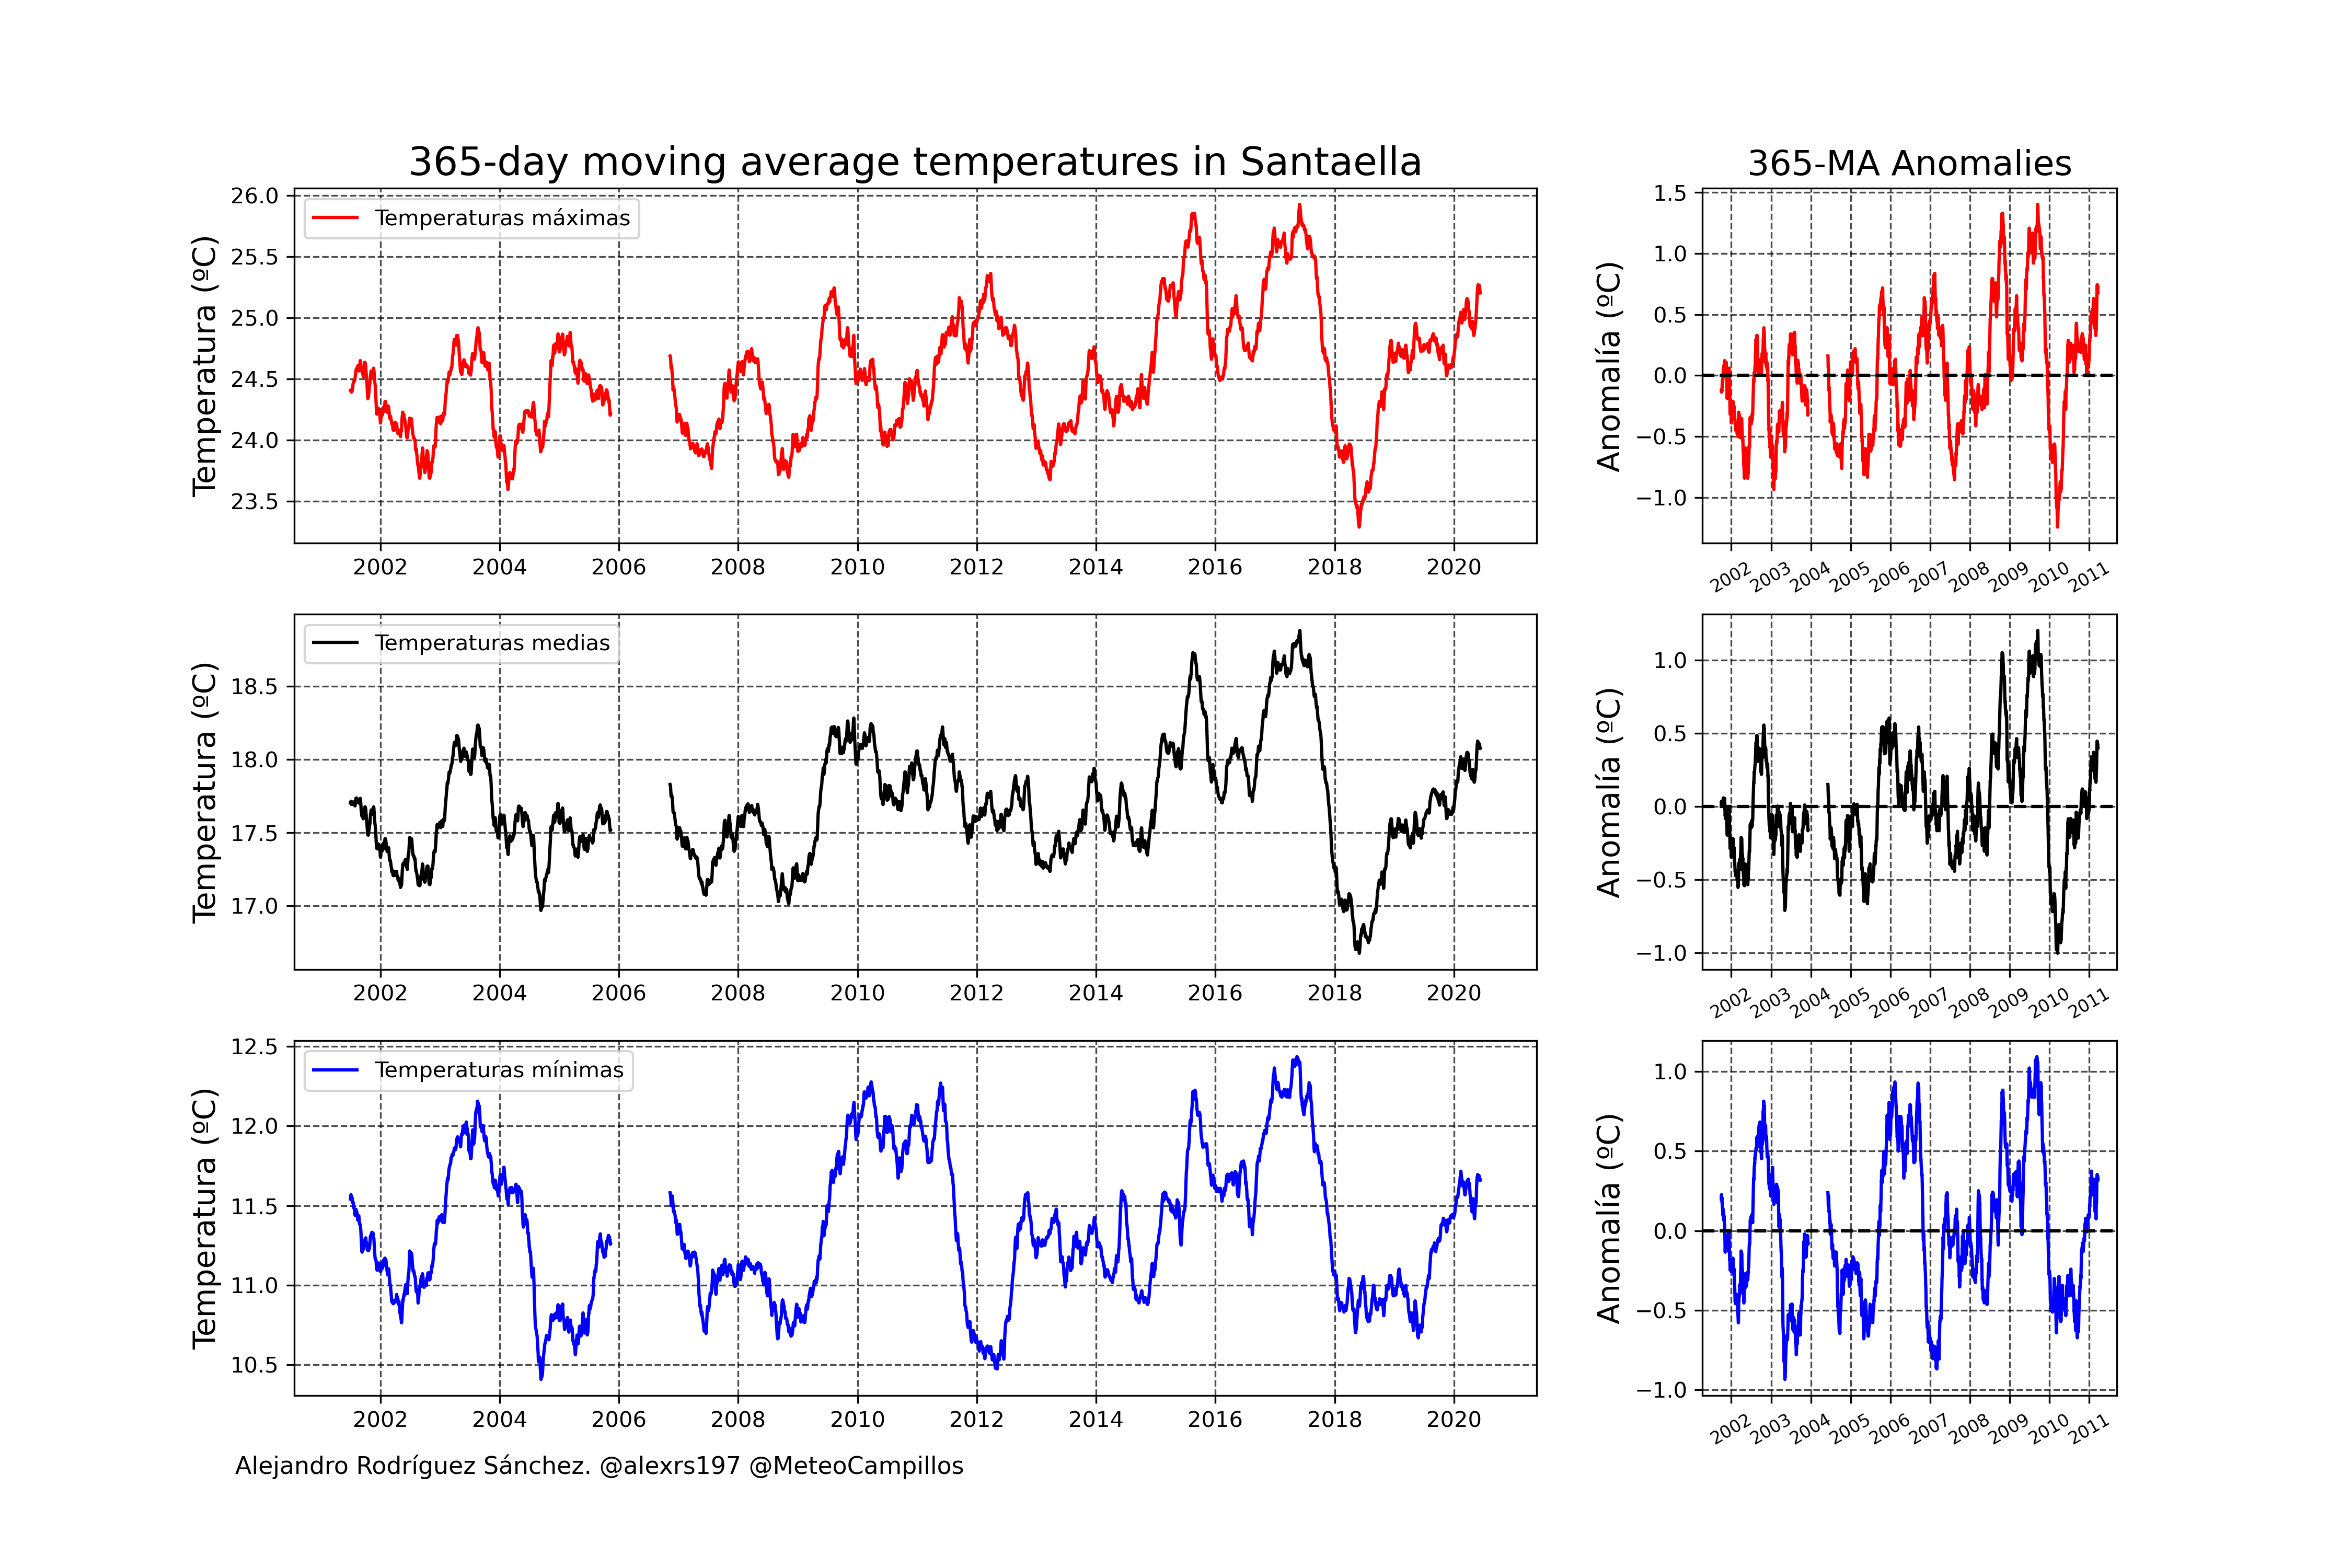 365-day moving average temperatures in Santaella
365-MA Anomalies
Temperatura (ºC)
26.0
25.5
25.0
24.5
24.0
23.5
Temperaturas máximas
2002 2004 2006 2008 2010 2012 2014 2016 2018 2020
Anomalía (ºC)
1.5
1.0
0.5
0.0
−0.5
−1.0
2002 2003 2004 2005 2006 2007 2008 2009 2010 2011
Temperatura (ºC)
18.5
18.0
17.5
17.0
Temperaturas medias
2002 2004 2006 2008 2010 2012 2014 2016 2018 2020
Anomalía (ºC)
1.0
0.5
0.0
−0.5
−1.0
2002 2003 2004 2005 2006 2007 2008 2009 2010 2011
Temperatura (ºC)
12.5
12.0
11.5
11.0
10.5
Temperaturas mínimas
2002 2004 2006 2008 2010 2012 2014 2016 2018 2020
Anomalía (ºC)
1.0
0.5
0.0
−0.5
−1.0
2002 2003 2004 2005 2006 2007 2008 2009 2010 2011
Alejandro Rodríguez Sánchez. @alexrs197 @MeteoCampillos